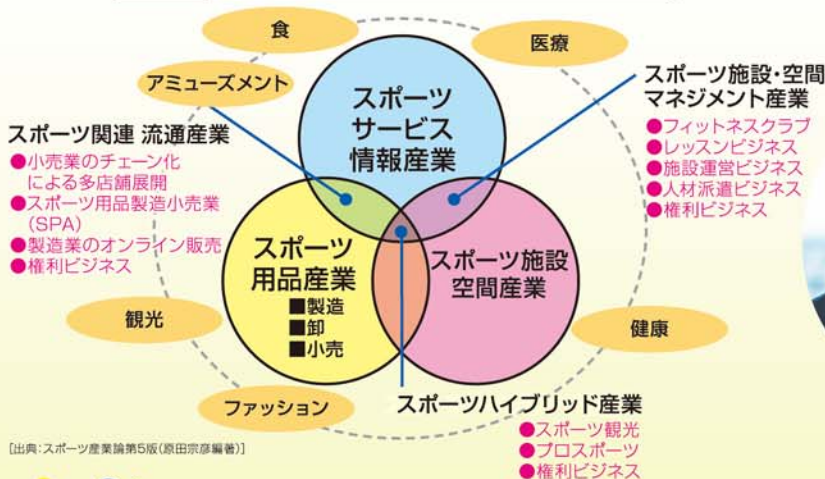 食
医療
アミューズメント
スポーツ
サービス
情報産業
スポーツ施設・空間
マネジメント産業
●フィットネスクラブ
●レッスンビジネス
●施設運営ビジネス
●人材派遣ビジネス
●権利ビジネス
スポーツ関連 流通産業
●小売業のチェーン化
による多店舗展開
●スポーツ用品製造小売業
(SPA)
●製造業のオンライン販売
●権利ビジネス
スポーツ
用品産業
■製造
■卸
■小売
スポーツ施設
空間産業
観光
健康
ファッション
スポーツハイブリッド産業
●スポーツ観光
●プロスポーツ
●権利ビジネス
[出典:スポーツ産業論第5版(原田宗彦編著)]